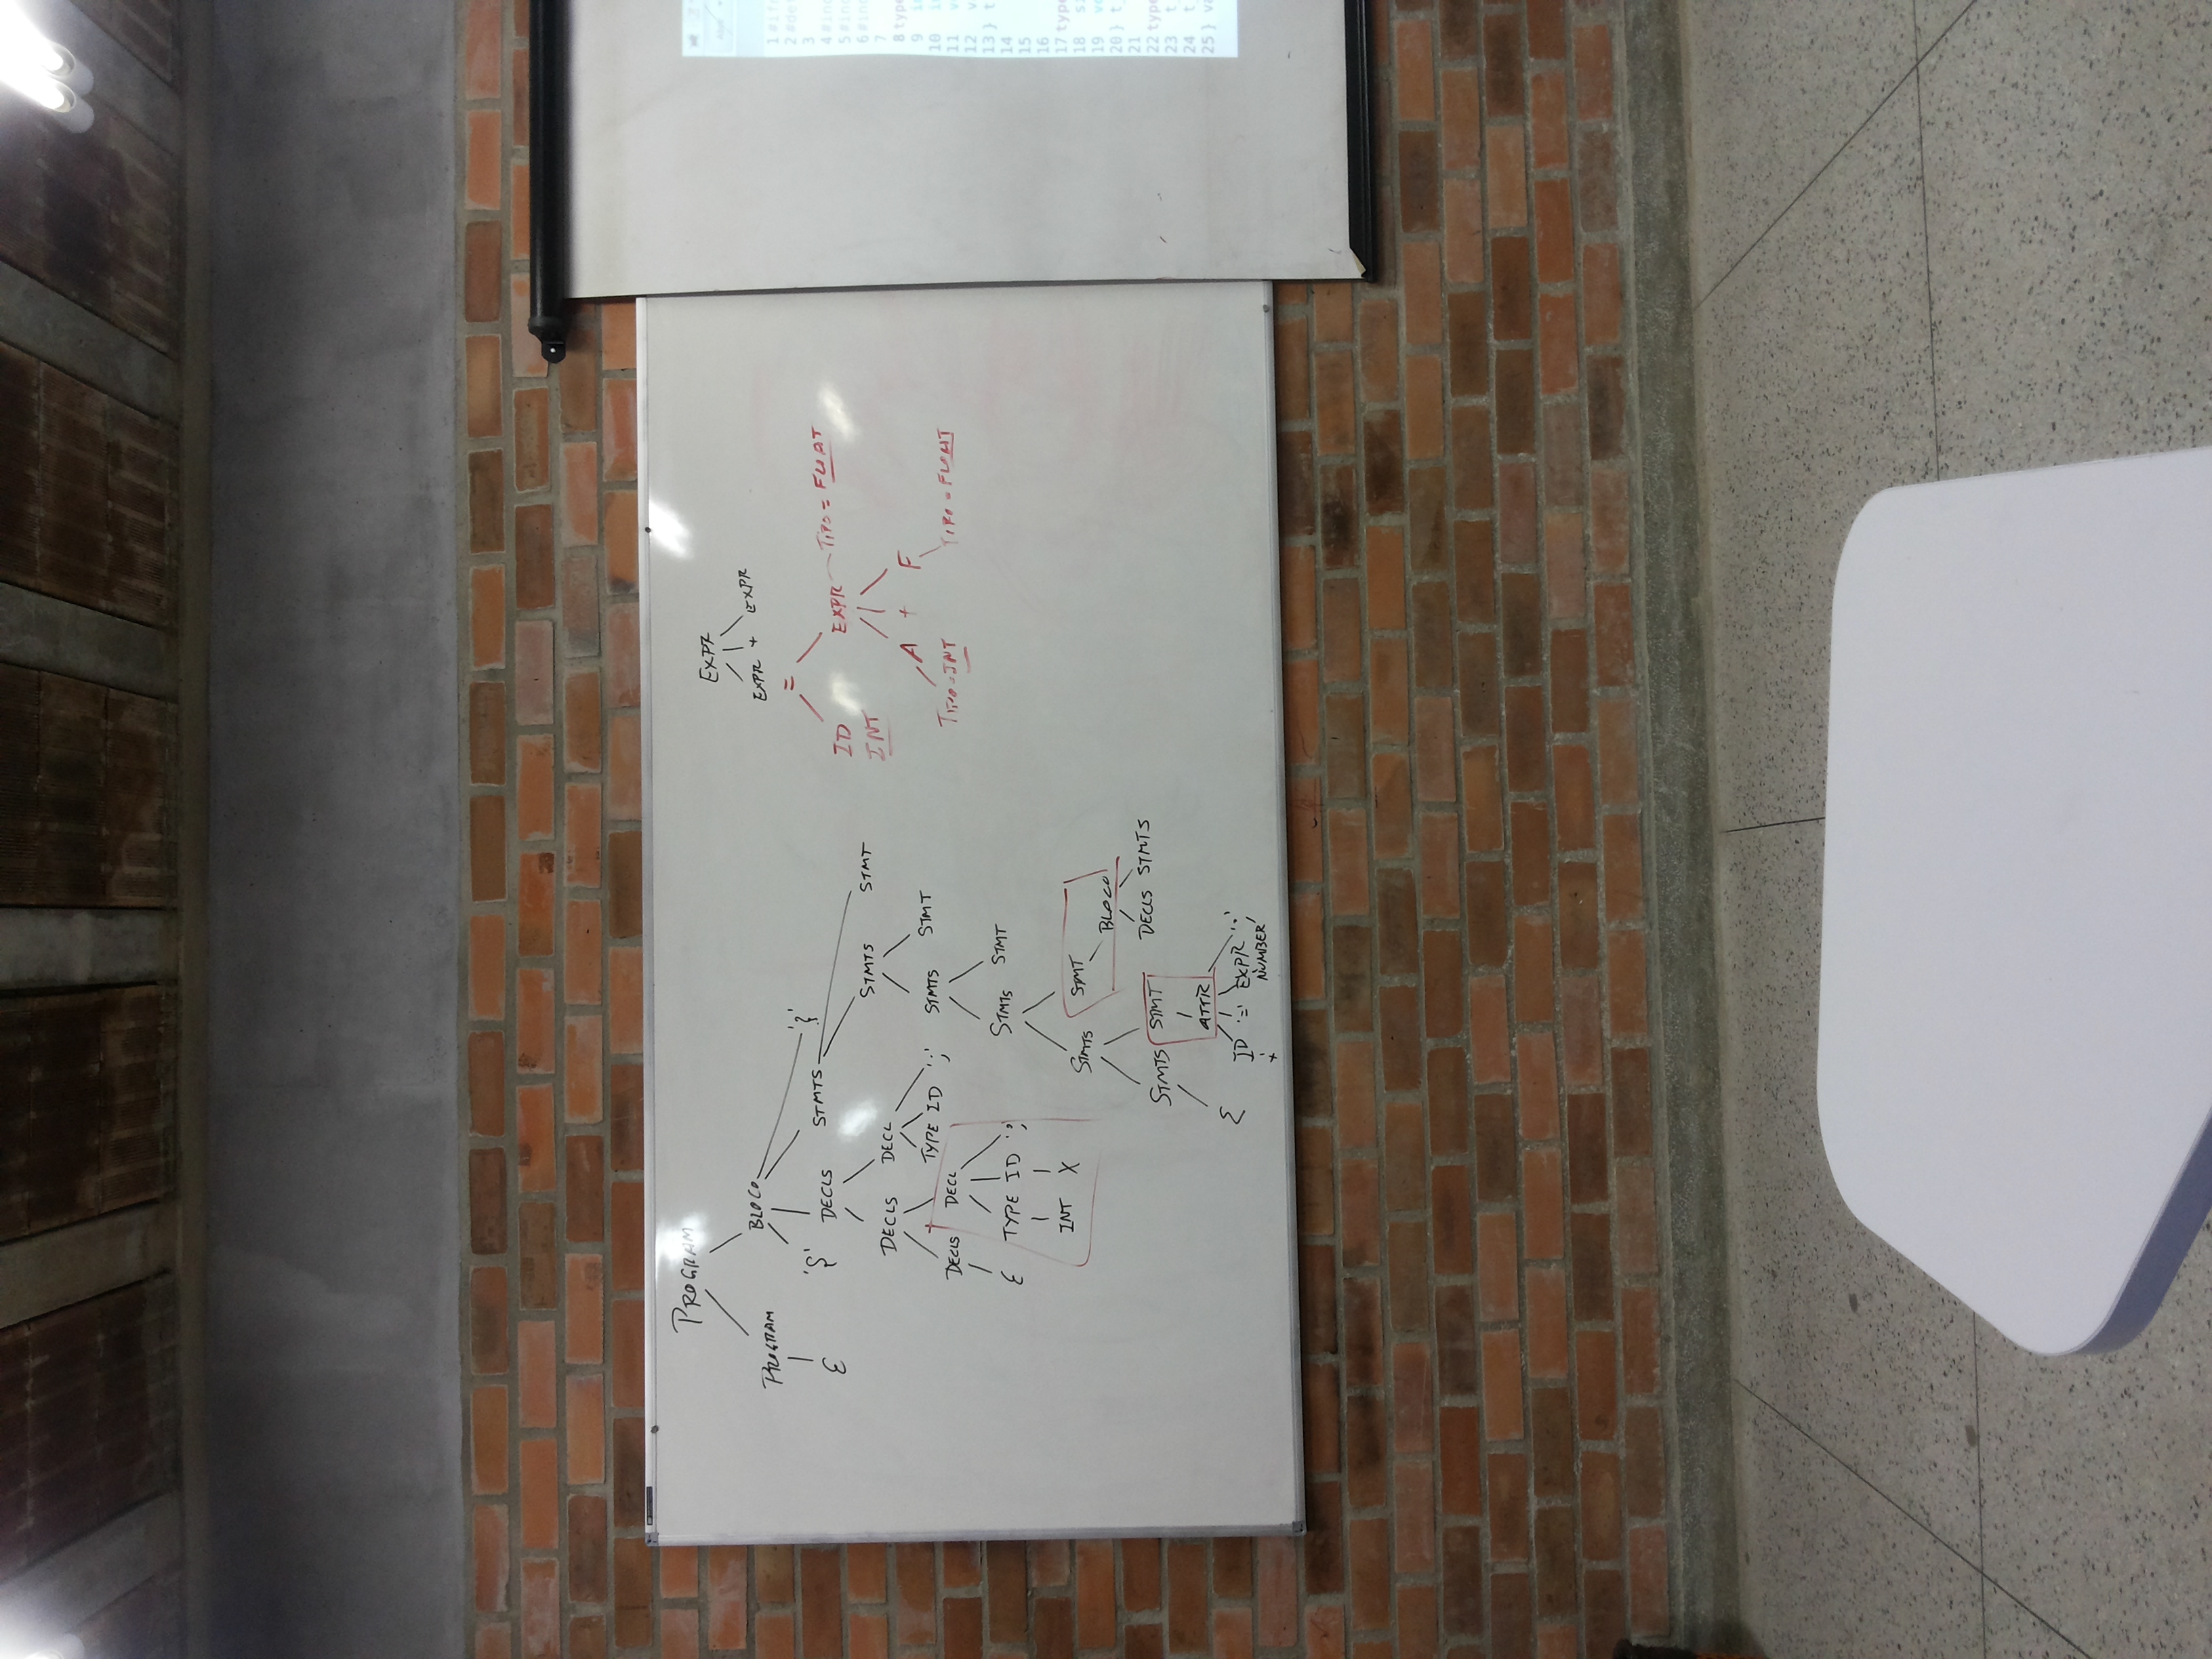 PROGRAM
PROGRAM BLOCO
ε '{' DECLS STMTS '}'
DECLS DECL STMTS STMT
DECLS DECL TYPE ID ';' STMTS STMT
ε TYPE ID ';' STMTS STMT
INT X
STMTS STMT
BLOCO
STMTS STMT DECLS STMTS
ε ATTR
ID '=' EXPR ';'
NUMBER
EXPR
EXPR + EXPR
=
ID EXPR TIPO = FLOAT
INT
A + F
TIPO = INT TIPO = FLOAT
1 #if
2 #de
3
4 #in
5 #in
6 #in
7
8 type
9
10
11
12
13 } t
14
15
16
17 type
18
19
20 } t
21
22 type
23
24
25 } va